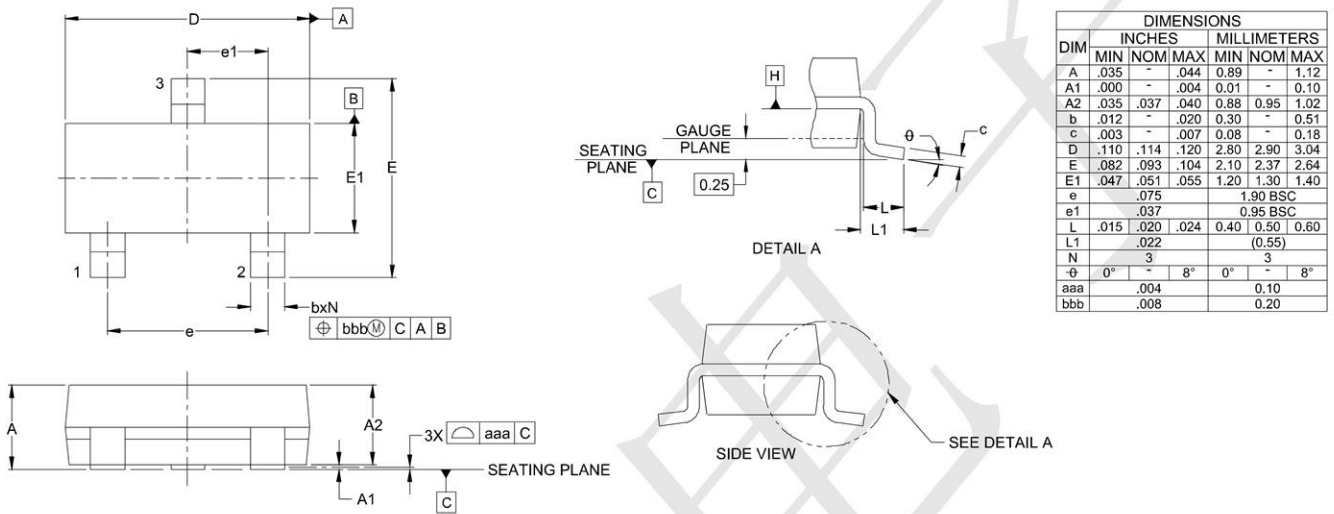 D
A
e1
3
B
E1
E
1
2
bxN
e
⌖ bbbⓂ C A B
A
A2
3X ⌓ aaa C
SEATING PLANE
A1
C
H
GAUGE
PLANE
SEATING
PLANE
C
0.25
θ
c
L
L1
DETAIL A
SIDE VIEW
SEE DETAIL A
DIMENSIONS
DIM INCHES MILLIMETERS
MIN NOM MAX MIN NOM MAX
A .035 - .044 0.89 - 1.12
A1 .000 - .004 0.01 - 0.10
A2 .035 .037 .040 0.88 0.95 1.02
b .012 - .020 0.30 - 0.51
c .003 - .007 0.08 - 0.18
D .110 .114 .120 2.80 2.90 3.04
E .082 .093 .104 2.10 2.37 2.64
E1 .047 .051 .055 1.20 1.30 1.40
e .075 1.90 BSC
e1 .037 0.95 BSC
L .015 .020 .024 0.40 0.50 0.60
L1 .022 (0.55)
N 3 3
θ 0° - 8° 0° - 8°
aaa .004 0.10
bbb .008 0.20